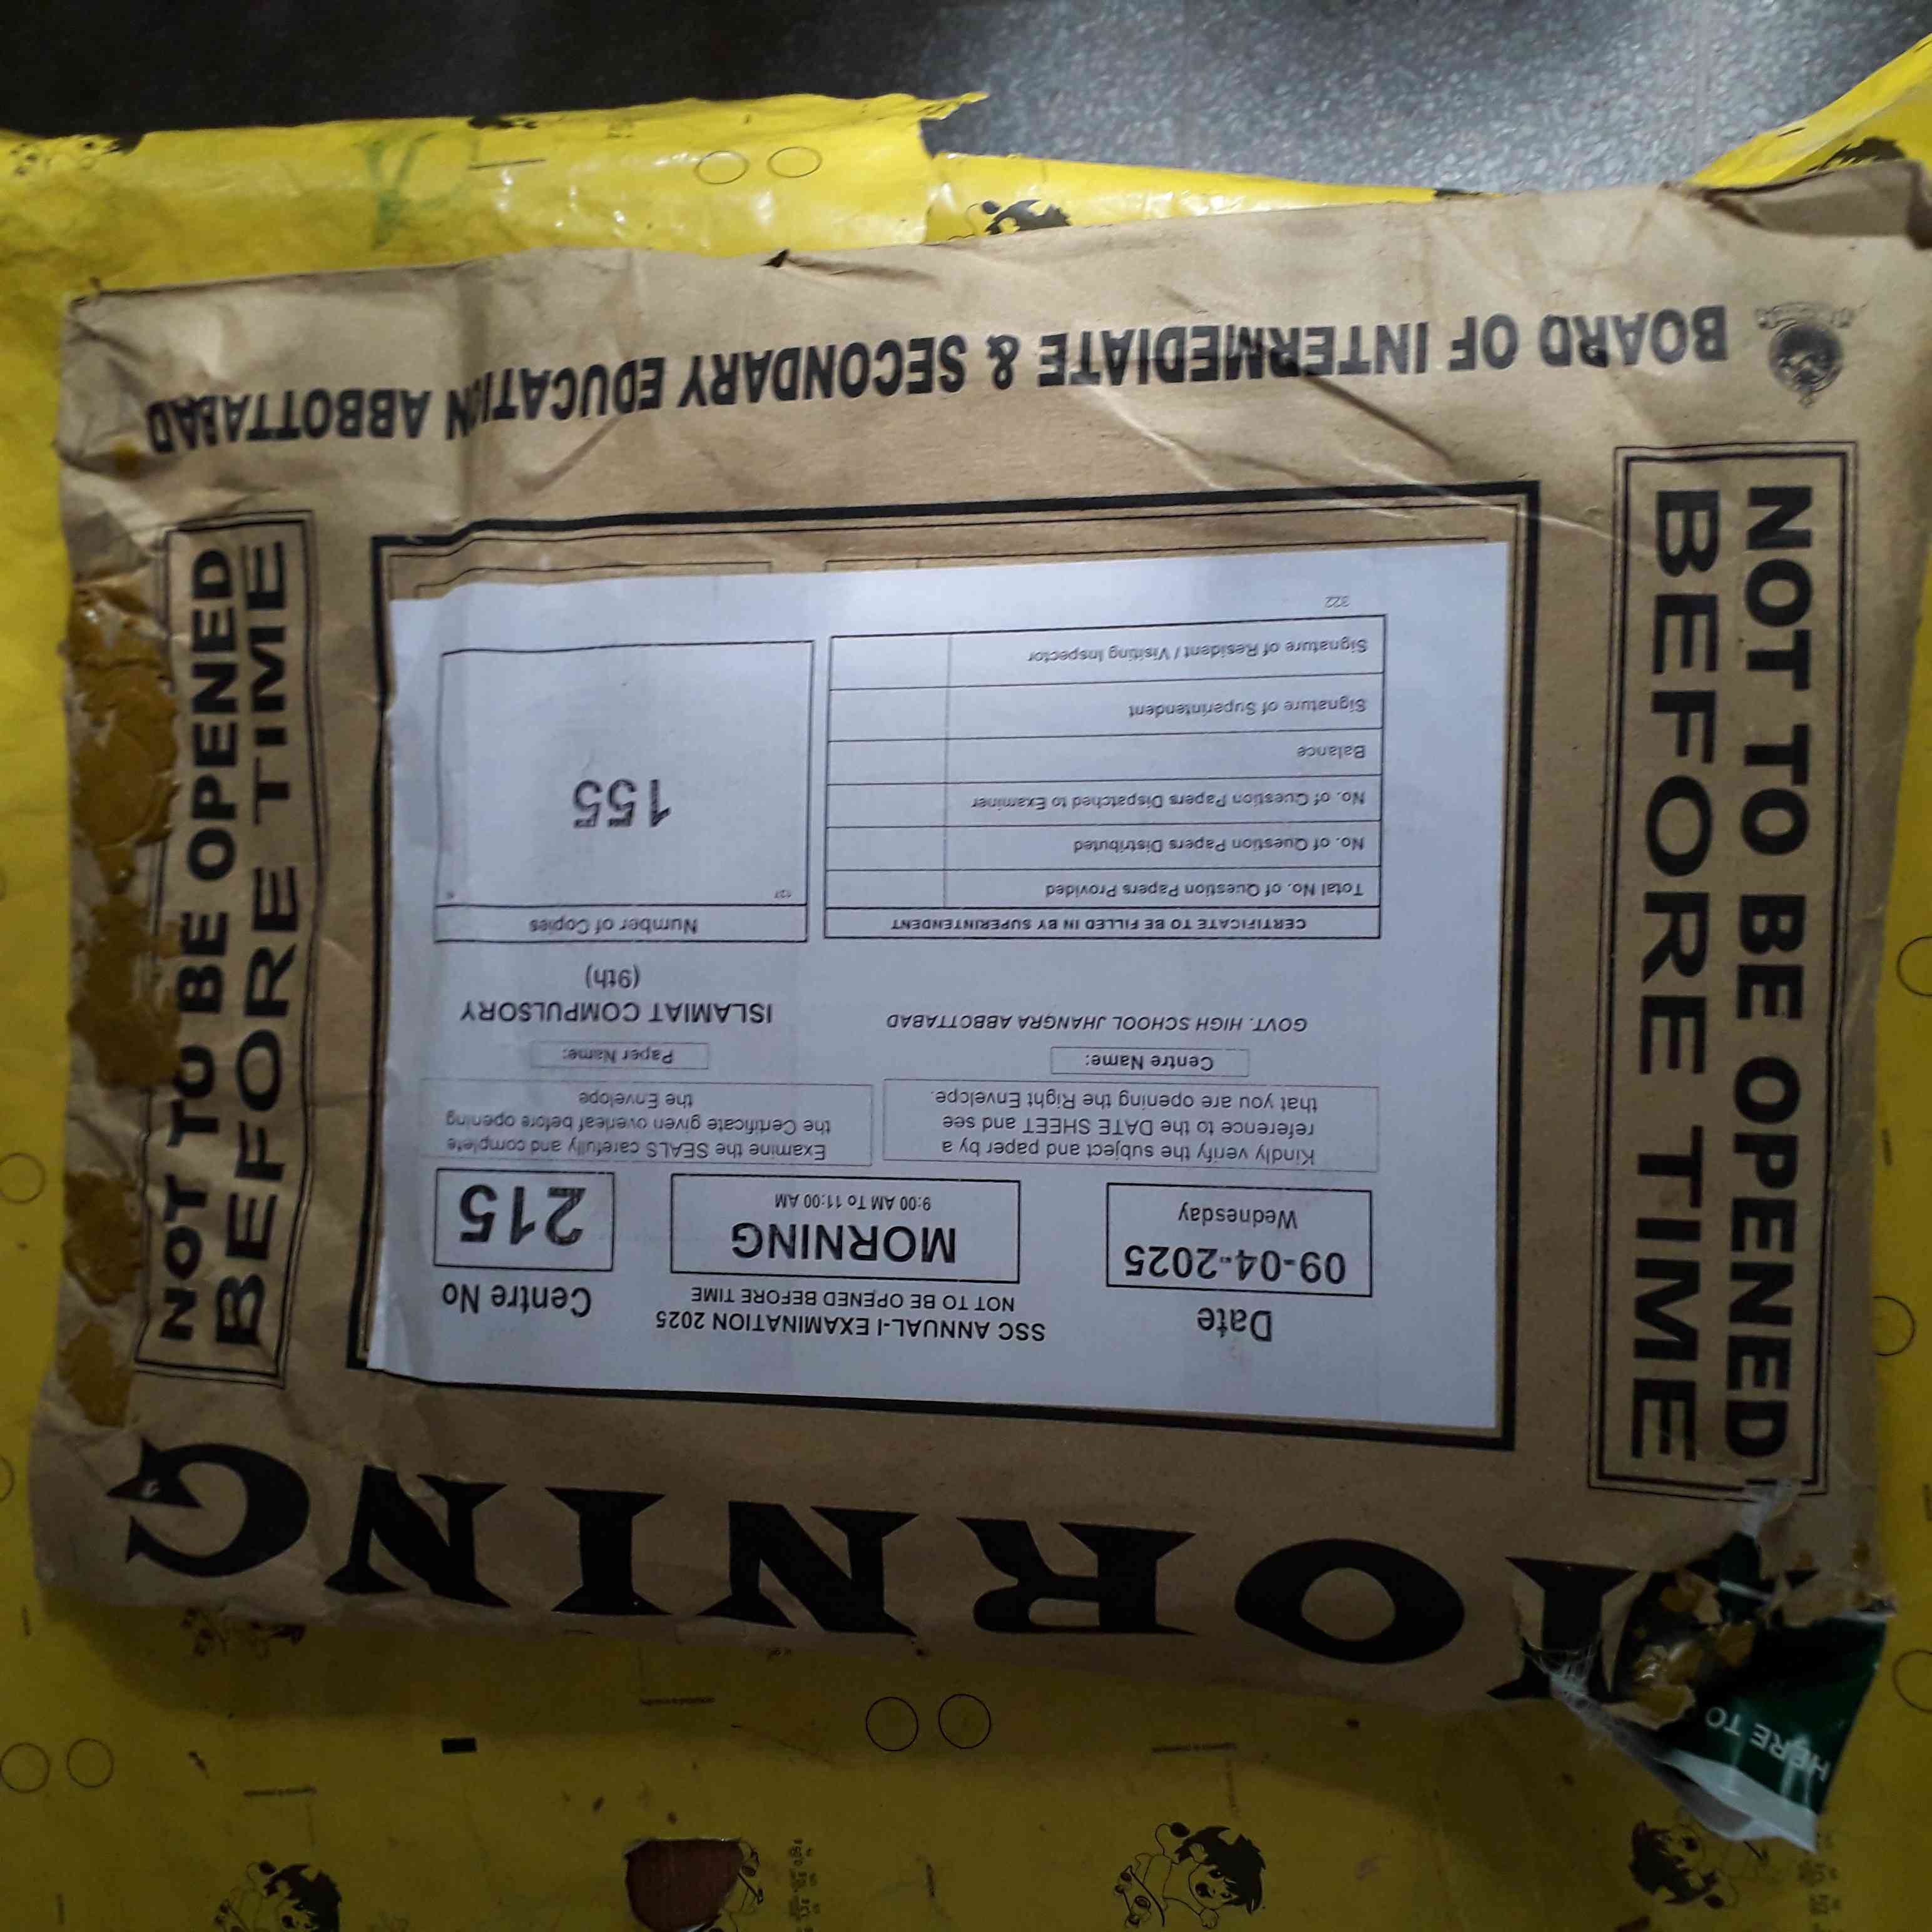 BOARD OF INTERMEDIATE & SECONDARY EDUCATION ABBOTTABAD
NOT TO BE OPENED
BEFORE TIME
NOT TO BE OPENED
BEFORE TIME
MORNING
SSC ANNUAL-I EXAMINATION 2025
NOT TO BE OPENED BEFORE TIME
Date
09-04-2025
Wednesday
MORNING
9:00 AM To 11:00 AM
Centre No
215
Kindly verify the subject and paper by a
reference to the DATE SHEET and see
that you are opening the Right Envelope.
Examine the SEALS carefully and complete
the Certificate given overleaf before opening
the Envelope
Centre Name:
GOVT. HIGH SCHOOL JHANGRA ABBOTTABAD
Paper Name:
ISLAMIAT COMPULSORY
(9th)
CERTIFICATE TO BE FILLED IN BY SUPERINTENDENT
Total No. of Question Papers Provided
No. of Question Papers Distributed
No. of Question Papers Dispatched to Examiner
Balance
Signature of Superintendent
Signature of Resident / Visiting Inspector
322
Number of Copies
137
155
HERE TO